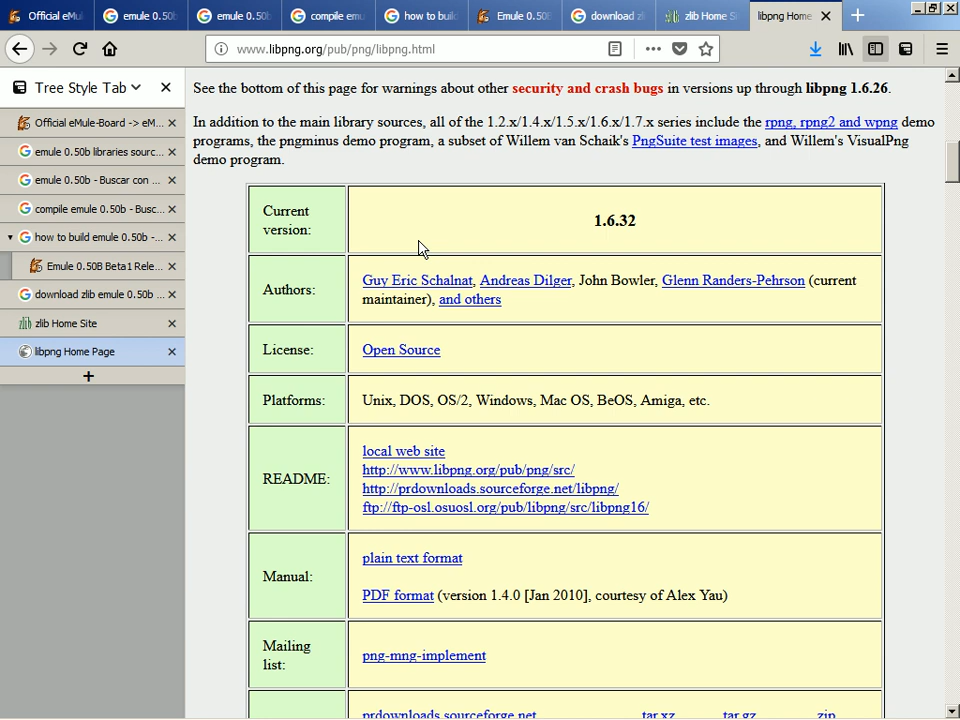 Official eMul
emule 0.50
emule 0.50b
compile emu
how to buil
Emule 0.50B
download z
zlib Home S
libpng Home
www.libpng.org/pub/png/libpng.html
Tree Style Tab
Official eMule-Board -> eM...
emule 0.50b libraries sourc...
emule 0.50b - Buscar con ...
compile emule 0.50b - Busc...
how to build emule 0.50b -...
Emule 0.50B Beta1 Rele...
download zlib emule 0.50b ...
zlib Home Site
libpng Home Page
See the bottom of this page for warnings about other security and crash bugs in versions up through libpng 1.6.26.
In addition to the main library sources, all of the 1.2.x/1.4.x/1.5.x/1.6.x/1.7.x series include the rpng, rpng2 and wpng demo
programs, the pngminus demo program, a subset of Willem van Schaik's PngSuite test images, and Willem's VisualPng
demo program.
Current
version:
1.6.32
Authors:
Guy Eric Schalnat, Andreas Dilger, John Bowler, Glenn Randers-Pehrson (current
maintainer), and others
License:
Open Source
Platforms:
Unix, DOS, OS/2, Windows, Mac OS, BeOS, Amiga, etc.
README:
local web site
http://www.libpng.org/pub/png/src/
http://prdownloads.sourceforge.net/libpng/
ftp://ftp-osl.osuosl.org/pub/libpng/src/libpng16/
Manual:
plain text format
PDF format (version 1.4.0 [Jan 2010], courtesy of Alex Yau)
Mailing
list:
png-mng-implement
prdownloads.sourceforge.net tar.xz tar.gz zip